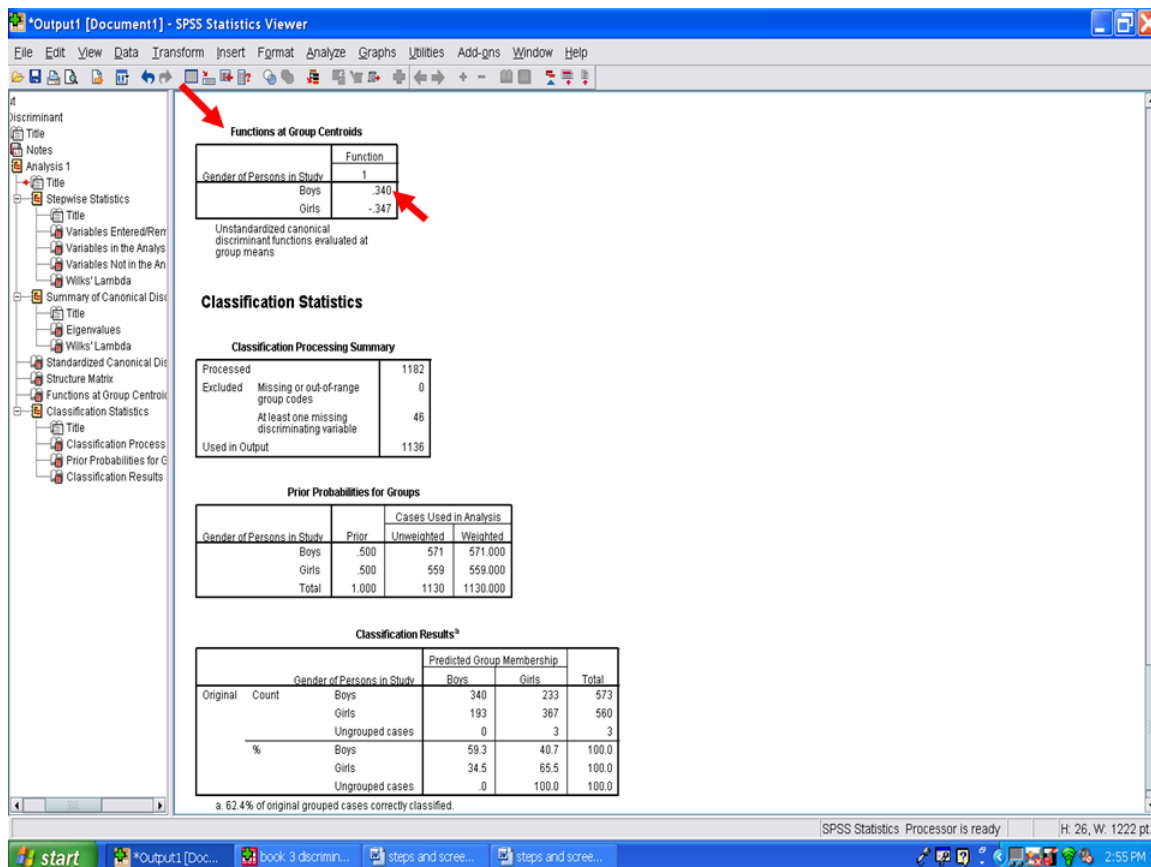 *Output1 [Document1] - SPSS Statistics Viewer
File Edit View Data Transform Insert Format Analyze Graphs Utilities Add-ons Window Help
Discriminant
Title
Notes
Analysis 1
Title
Stepwise Statistics
Title
Variables Entered/Rem
Variables in the Analys
Variables Not in the An
Wilks' Lambda
Summary of Canonical Disc
Title
Eigenvalues
Wilks' Lambda
Standardized Canonical Dis
Structure Matrix
Functions at Group Centroid
Classification Statistics
Title
Classification Process
Prior Probabilities for G
Classification Results
Functions at Group Centroids
Function
Gender of Persons in Study 1
Boys .340
Girls -.347
Unstandardized canonical
discriminant functions evaluated at
group means
Classification Statistics
Classification Processing Summary
Processed 1182
Excluded Missing or out-of-range 0
group codes
At least one missing 46
discriminating variable
Used in Output 1136
Prior Probabilities for Groups
Cases Used in Analysis
Gender of Persons in Study Prior Unweighted Weighted
Boys .500 571 571.000
Girls .500 559 559.000
Total 1.000 1130 1130.000
Classification Results a
Predicted Group Membership
Gender of Persons in Study Boys Girls Total
Original Count Boys 340 233 573
Girls 193 367 560
Ungrouped cases 0 3 3
% Boys 59.3 40.7 100.0
Girls 34.5 65.5 100.0
Ungrouped cases .0 100.0 100.0
a. 62.4% of original grouped cases correctly classified.
SPSS Statistics Processor is ready H: 26, W: 1222 pt.
start *Output1 [Doc... book 3 discrimin... steps and scree... steps and scree... 2:55 PM